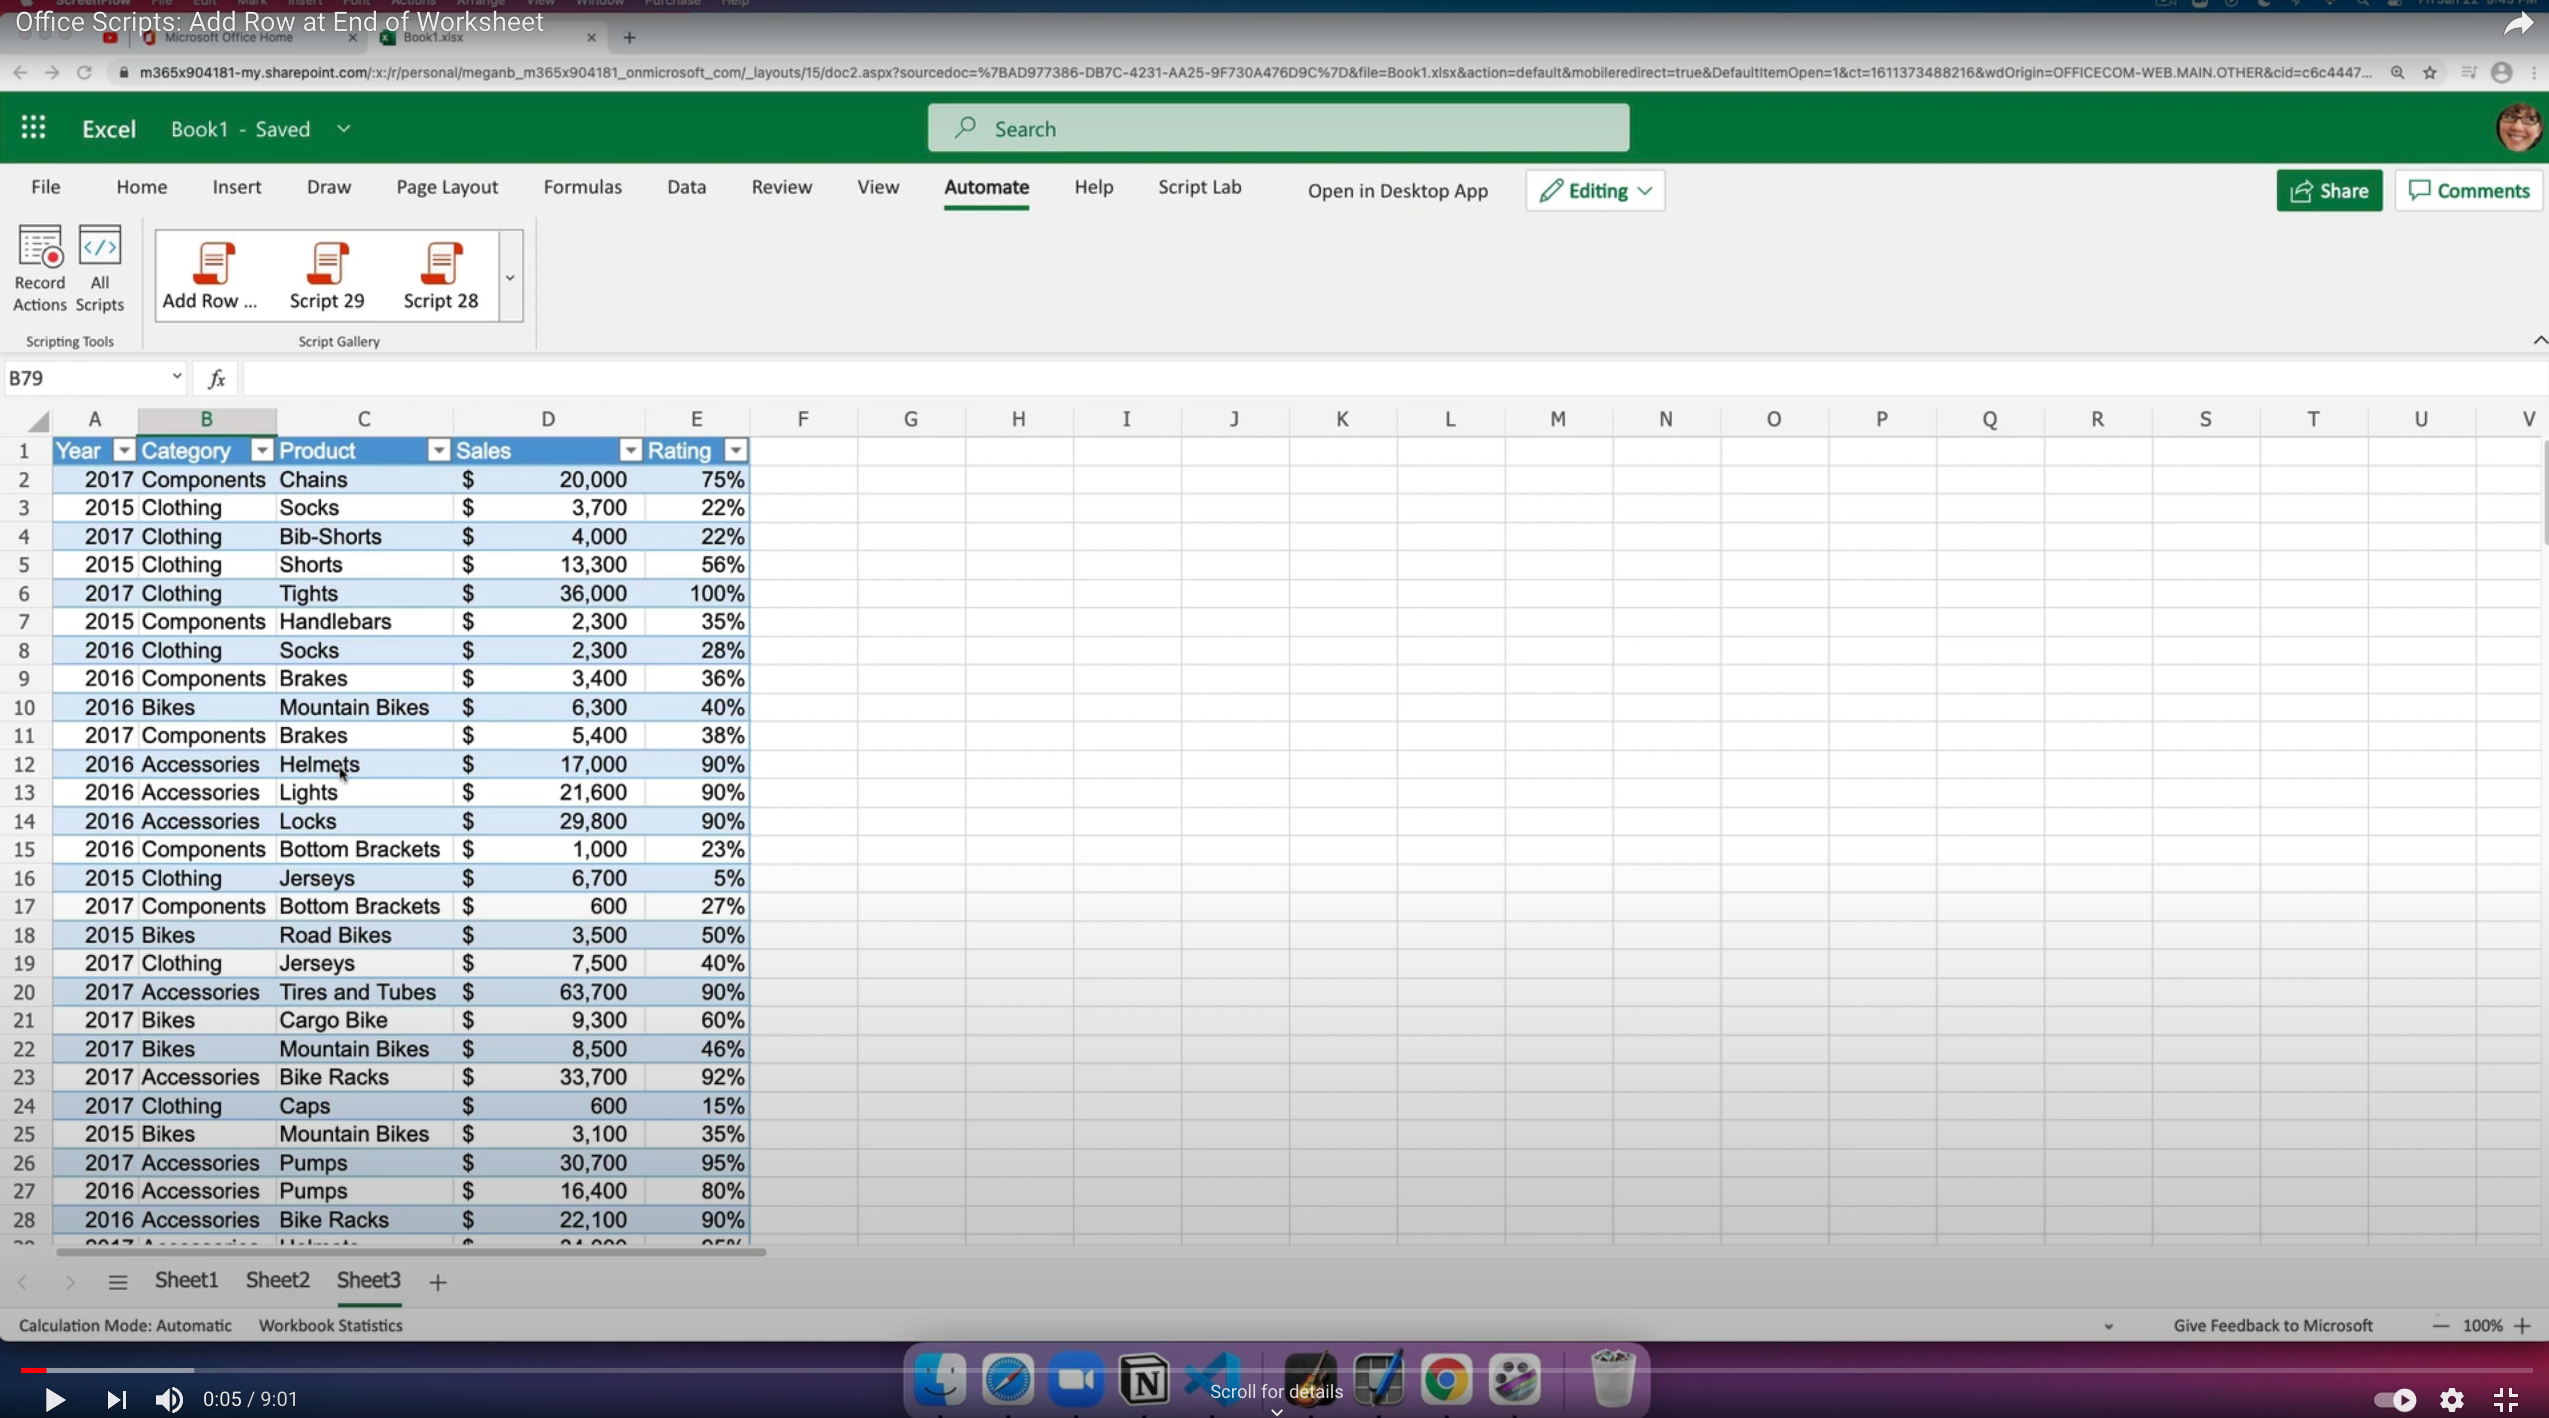 ScreenFlow File Edit Mark Insert Font Actions Arrange View Window Purchase Help
Office Scripts: Add Row at End of Worksheet
Microsoft Office Home
Book1.xlsx
m365x904181-my.sharepoint.com/:x:/r/personal/meganb_m365x904181_onmicrosoft_com/_layouts/15/doc2.aspx?sourcedoc=%7BAD977386-DB7C-4231-AA25-9F730A476D9C%7D&file=Book1.xlsx&action=default&mobileredirect=true&DefaultItemOpen=1&ct=1611373488216&wdOrigin=OFFICECOM-WEB.MAIN.OTHER&cid=c6c4447...
Excel Book1 - Saved Search
File Home Insert Draw Page Layout Formulas Data Review View Automate Help Script Lab Open in Desktop App Editing Share Comments
Record Actions All Scripts
Add Row ... Script 29 Script 28
Scripting Tools Script Gallery
B79 fx
A B C D E F G H I J K L M N O P Q R S T U V
1 Year Category Product Sales Rating
2 2017 Components Chains $ 20,000 75%
3 2015 Clothing Socks $ 3,700 22%
4 2017 Clothing Bib-Shorts $ 4,000 22%
5 2015 Clothing Shorts $ 13,300 56%
6 2017 Clothing Tights $ 36,000 100%
7 2015 Components Handlebars $ 2,300 35%
8 2016 Clothing Socks $ 2,300 28%
9 2016 Components Brakes $ 3,400 36%
10 2016 Bikes Mountain Bikes $ 6,300 40%
11 2017 Components Brakes $ 5,400 38%
12 2016 Accessories Helmets $ 17,000 90%
13 2016 Accessories Lights $ 21,600 90%
14 2016 Accessories Locks $ 29,800 90%
15 2016 Components Bottom Brackets $ 1,000 23%
16 2015 Clothing Jerseys $ 6,700 5%
17 2017 Components Bottom Brackets $ 600 27%
18 2015 Bikes Road Bikes $ 3,500 50%
19 2017 Clothing Jerseys $ 7,500 40%
20 2017 Accessories Tires and Tubes $ 63,700 90%
21 2017 Bikes Cargo Bike $ 9,300 60%
22 2017 Bikes Mountain Bikes $ 8,500 46%
23 2017 Accessories Bike Racks $ 33,700 92%
24 2017 Clothing Caps $ 600 15%
25 2015 Bikes Mountain Bikes $ 3,100 35%
26 2017 Accessories Pumps $ 30,700 95%
27 2016 Accessories Pumps $ 16,400 80%
28 2016 Accessories Bike Racks $ 22,100 90%
Sheet1 Sheet2 Sheet3
Calculation Mode: Automatic Workbook Statistics Give Feedback to Microsoft 100%
Scroll for details
0:05 / 9:01